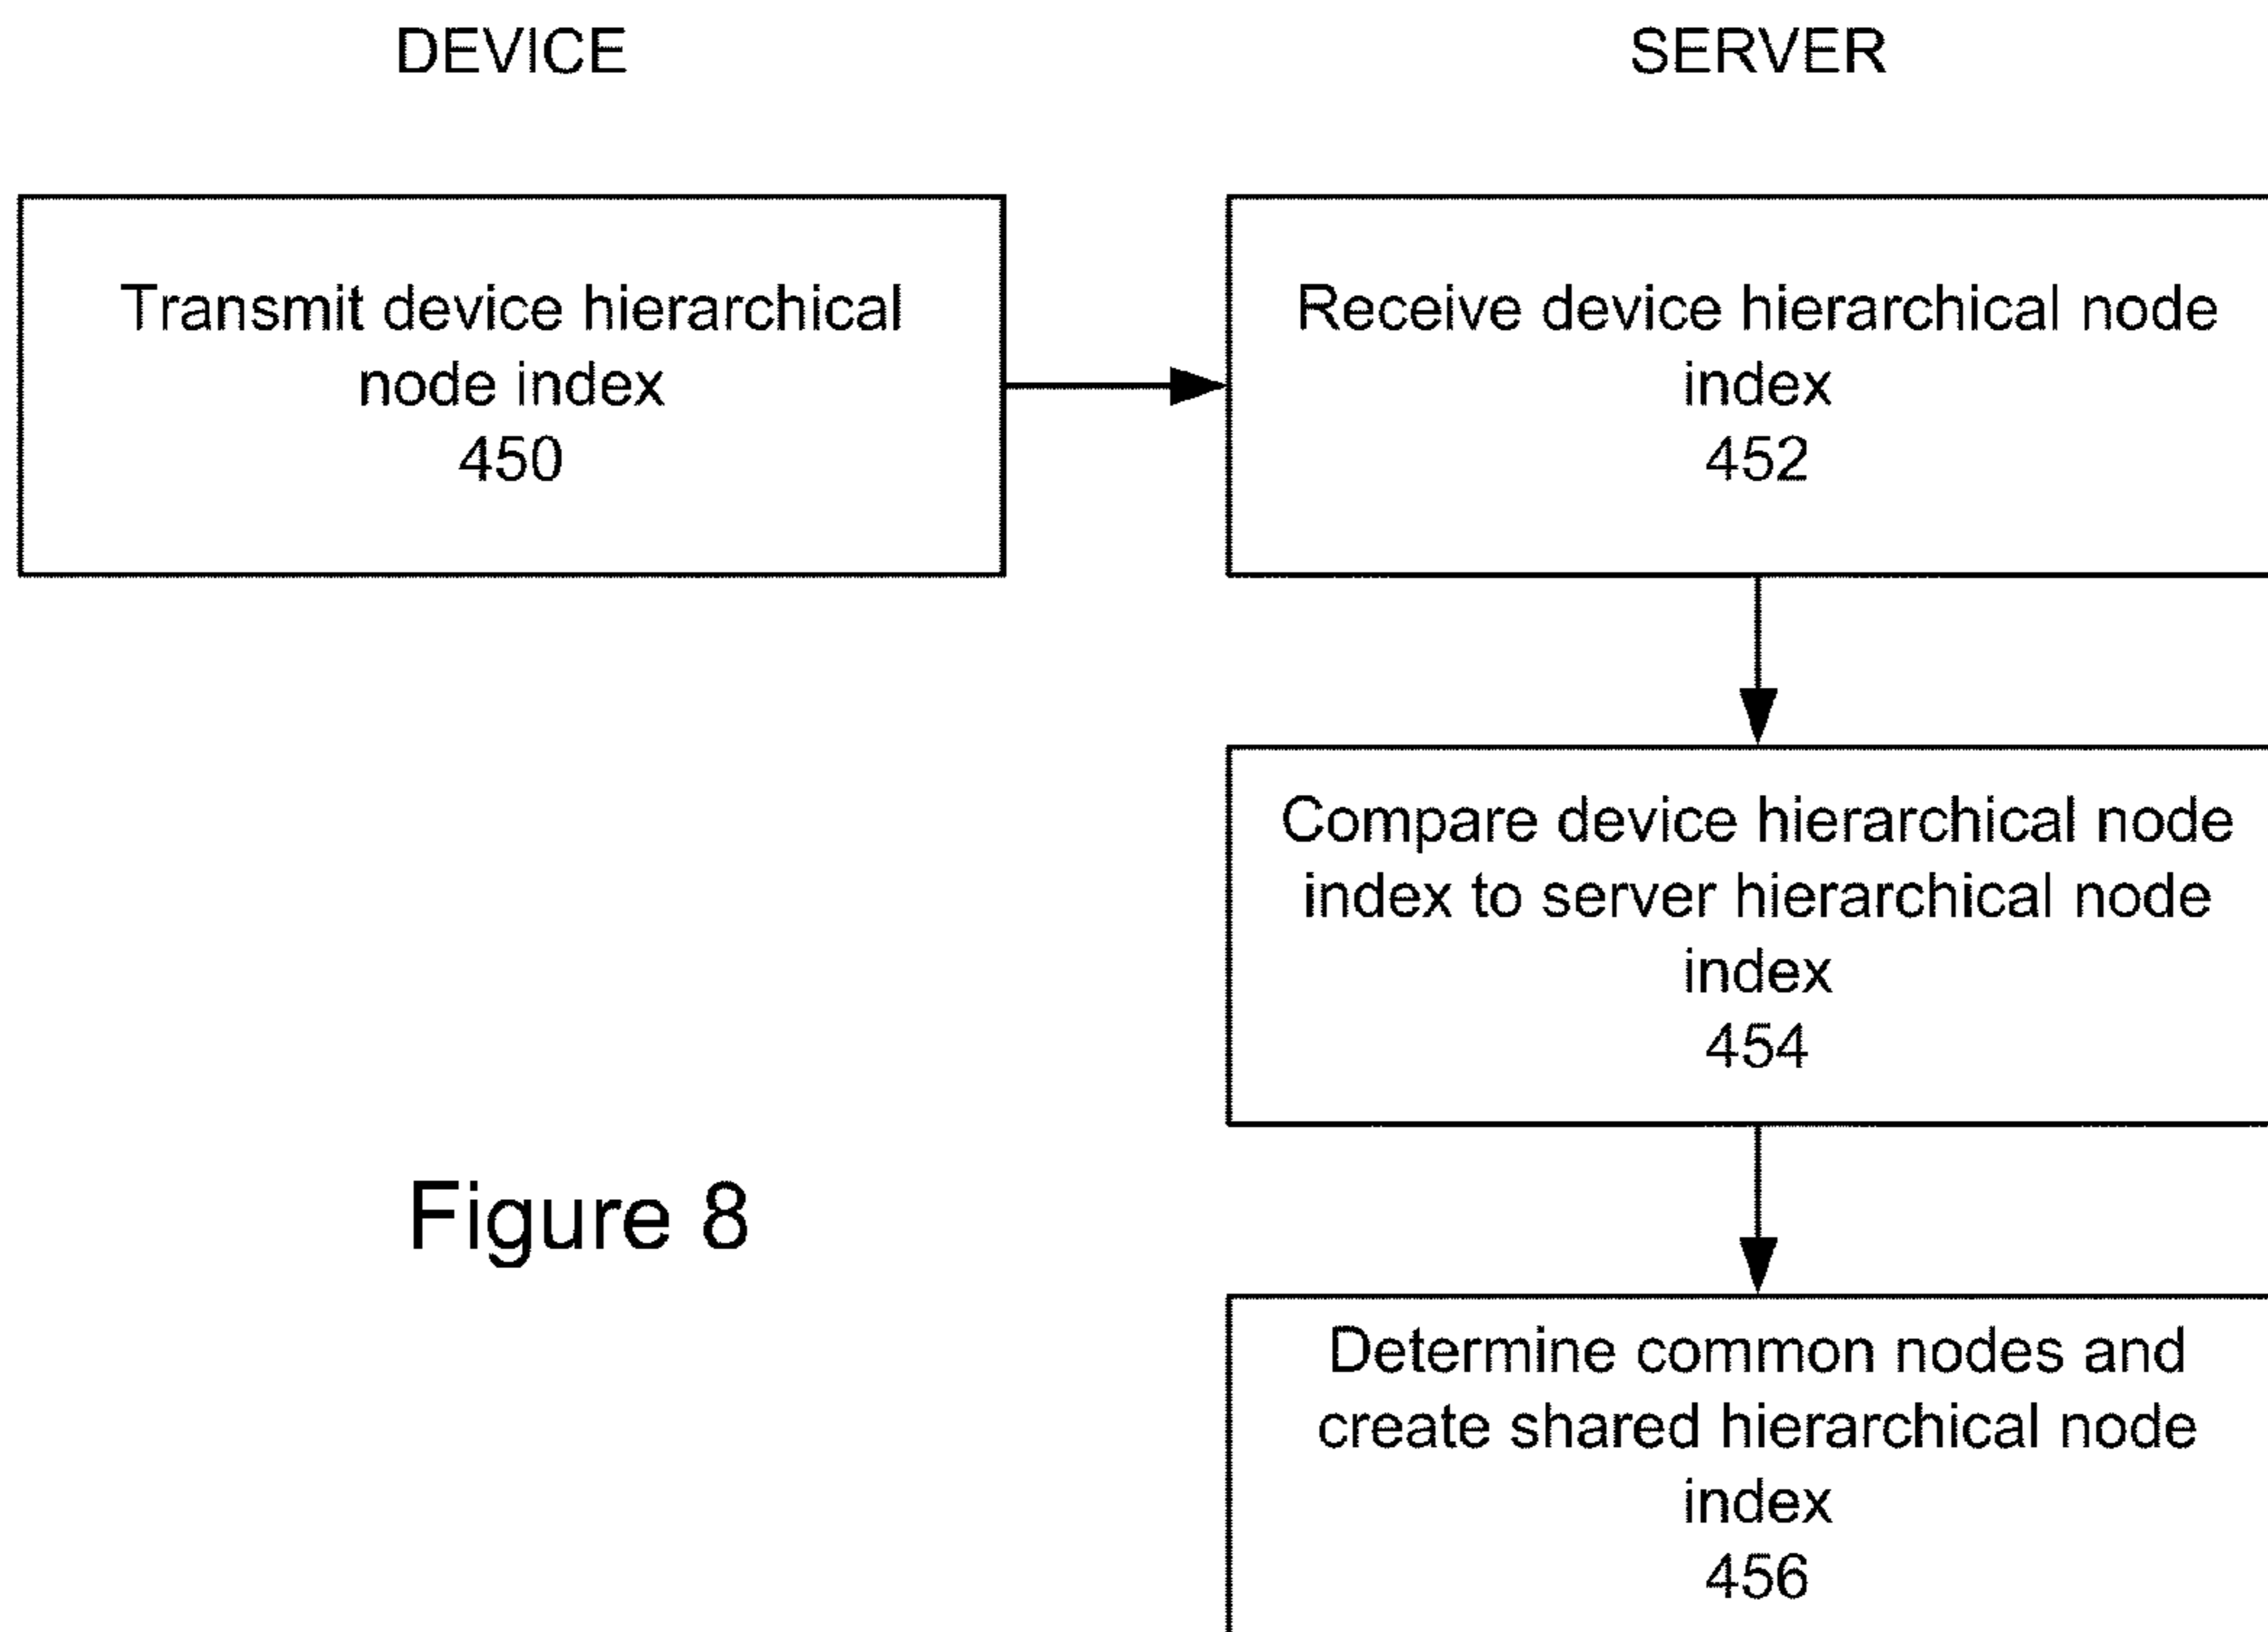 DEVICE
SERVER
Transmit device hierarchical
node index
450
Receive device hierarchical node
index
452
Compare device hierarchical node
index to server hierarchical node
index
454
Figure 8
Determine common nodes and
create shared hierarchical node
index
456